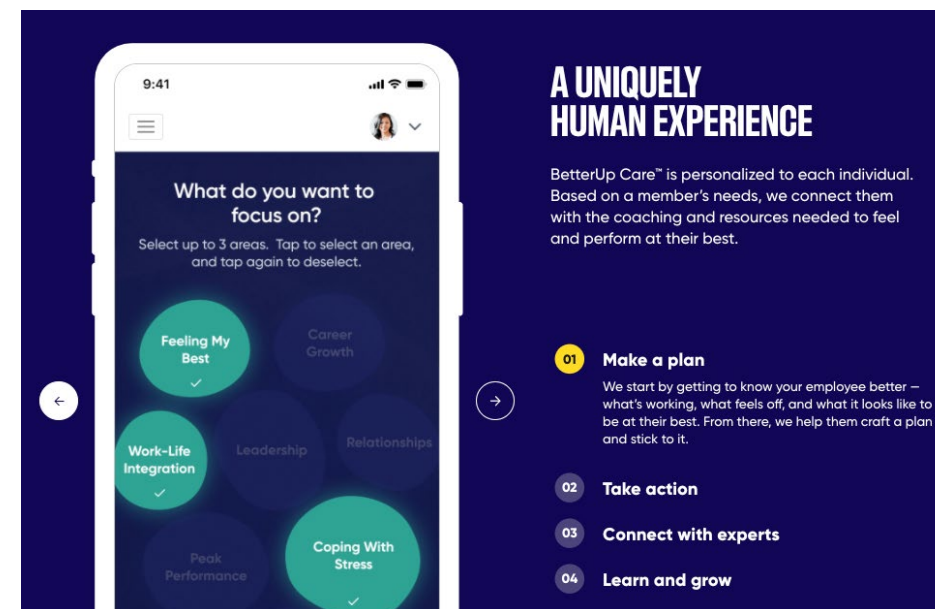 9:41
What do you want to
focus on?
Select up to 3 areas. Tap to select an area,
and tap again to deselect.
Feeling My
Best
Career
Growth
Work-Life
Integration
Leadership
Relationships
Peak
Performance
Coping With
Stress
A UNIQUELY
HUMAN EXPERIENCE
BetterUp Care™ is personalized to each individual.
Based on a member's needs, we connect them
with the coaching and resources needed to feel
and perform at their best.
01 Make a plan
We start by getting to know your employee better –
what's working, what feels off, and what it looks like to
be at their best. From there, we help them craft a plan
and stick to it.
02 Take action
03 Connect with experts
04 Learn and grow